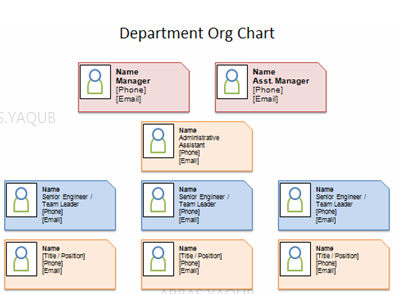 Department Org Chart
Name
Manager
[Phone]
[Email]
Name
Asst. Manager
[Phone]
[Email]
S.YAQUB
Name
Administrative
Assistant
[Phone]
[Email]
Name
Senior Engineer /
Team Leader
[Phone]
[Email]
Name
Senior Engineer /
Team Leader
[Phone]
[Email]
Name
Senior Engineer /
Team Leader
[Phone]
[Email]
Name
[Title / Position]
[Phone]
[Email]
Name
[Title / Position]
[Phone]
[Email]
Name
[Title / Position]
[Phone]
[Email]
ABBAS.YAQUB